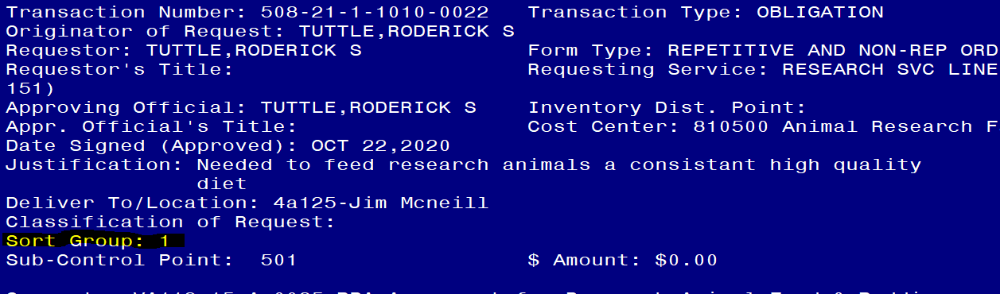 Transaction Number: 508-21-1-1010-0022 Transaction Type: OBLIGATION
Originator of Request: TUTTLE,RODERICK S
Requestor: TUTTLE,RODERICK S Form Type: REPETITIVE AND NON-REP ORD
Requestor's Title: Requesting Service: RESEARCH SVC LINE
151)
Approving Official: TUTTLE,RODERICK S Inventory Dist. Point:
Appr. Official's Title: Cost Center: 810500 Animal Research F
Date Signed (Approved): OCT 22,2020
Justification: Needed to feed research animals a consistant high quality
diet
Deliver To/Location: 4a125-Jim Mcneill
Classification of Request:
Sort Group: 1
Sub-Control Point: 501 $ Amount: $0.00